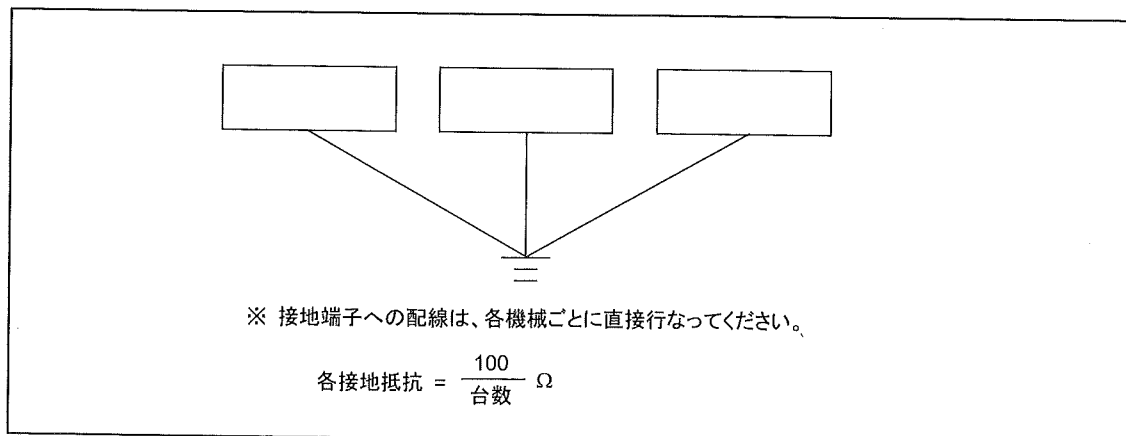 ※ 接地端子への配線は、各機械ごとに直接行なってください。
各接地抵抗 = 100 / 台数 Ω